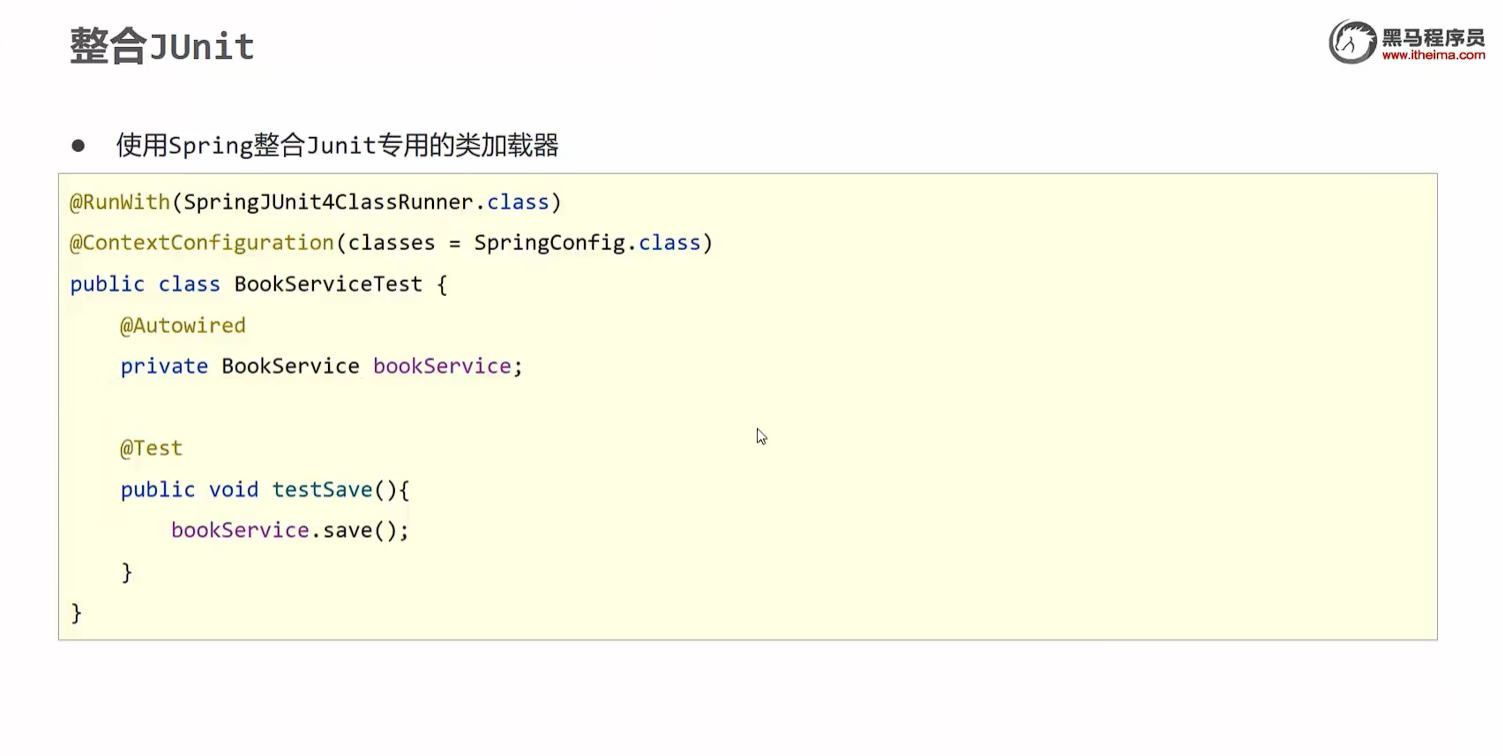 整合JUnit
黑马程序员
www.itheima.com
● 使用Spring整合Junit专用的类加载器
@RunWith(SpringJUnit4ClassRunner.class)
@ContextConfiguration(classes = SpringConfig.class)
public class BookServiceTest {
    @Autowired
    private BookService bookService;
    @Test
    public void testSave(){
        bookService.save();
    }
}